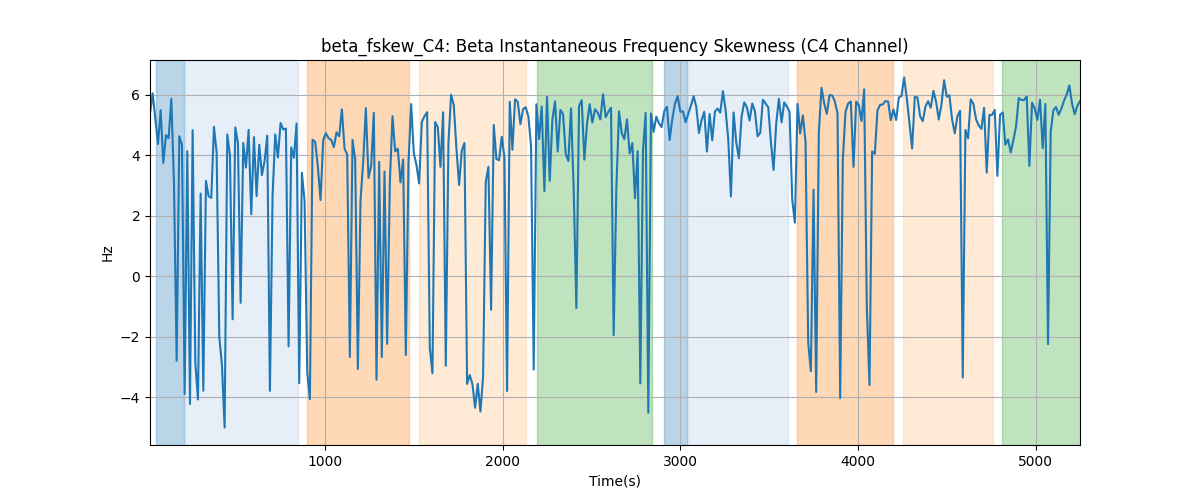 beta_fskew_C4: Beta Instantaneous Frequency Skewness (C4 Channel)
6
4
2
0
−2
−4
Hz
1000 2000 3000 4000 5000
Time(s)